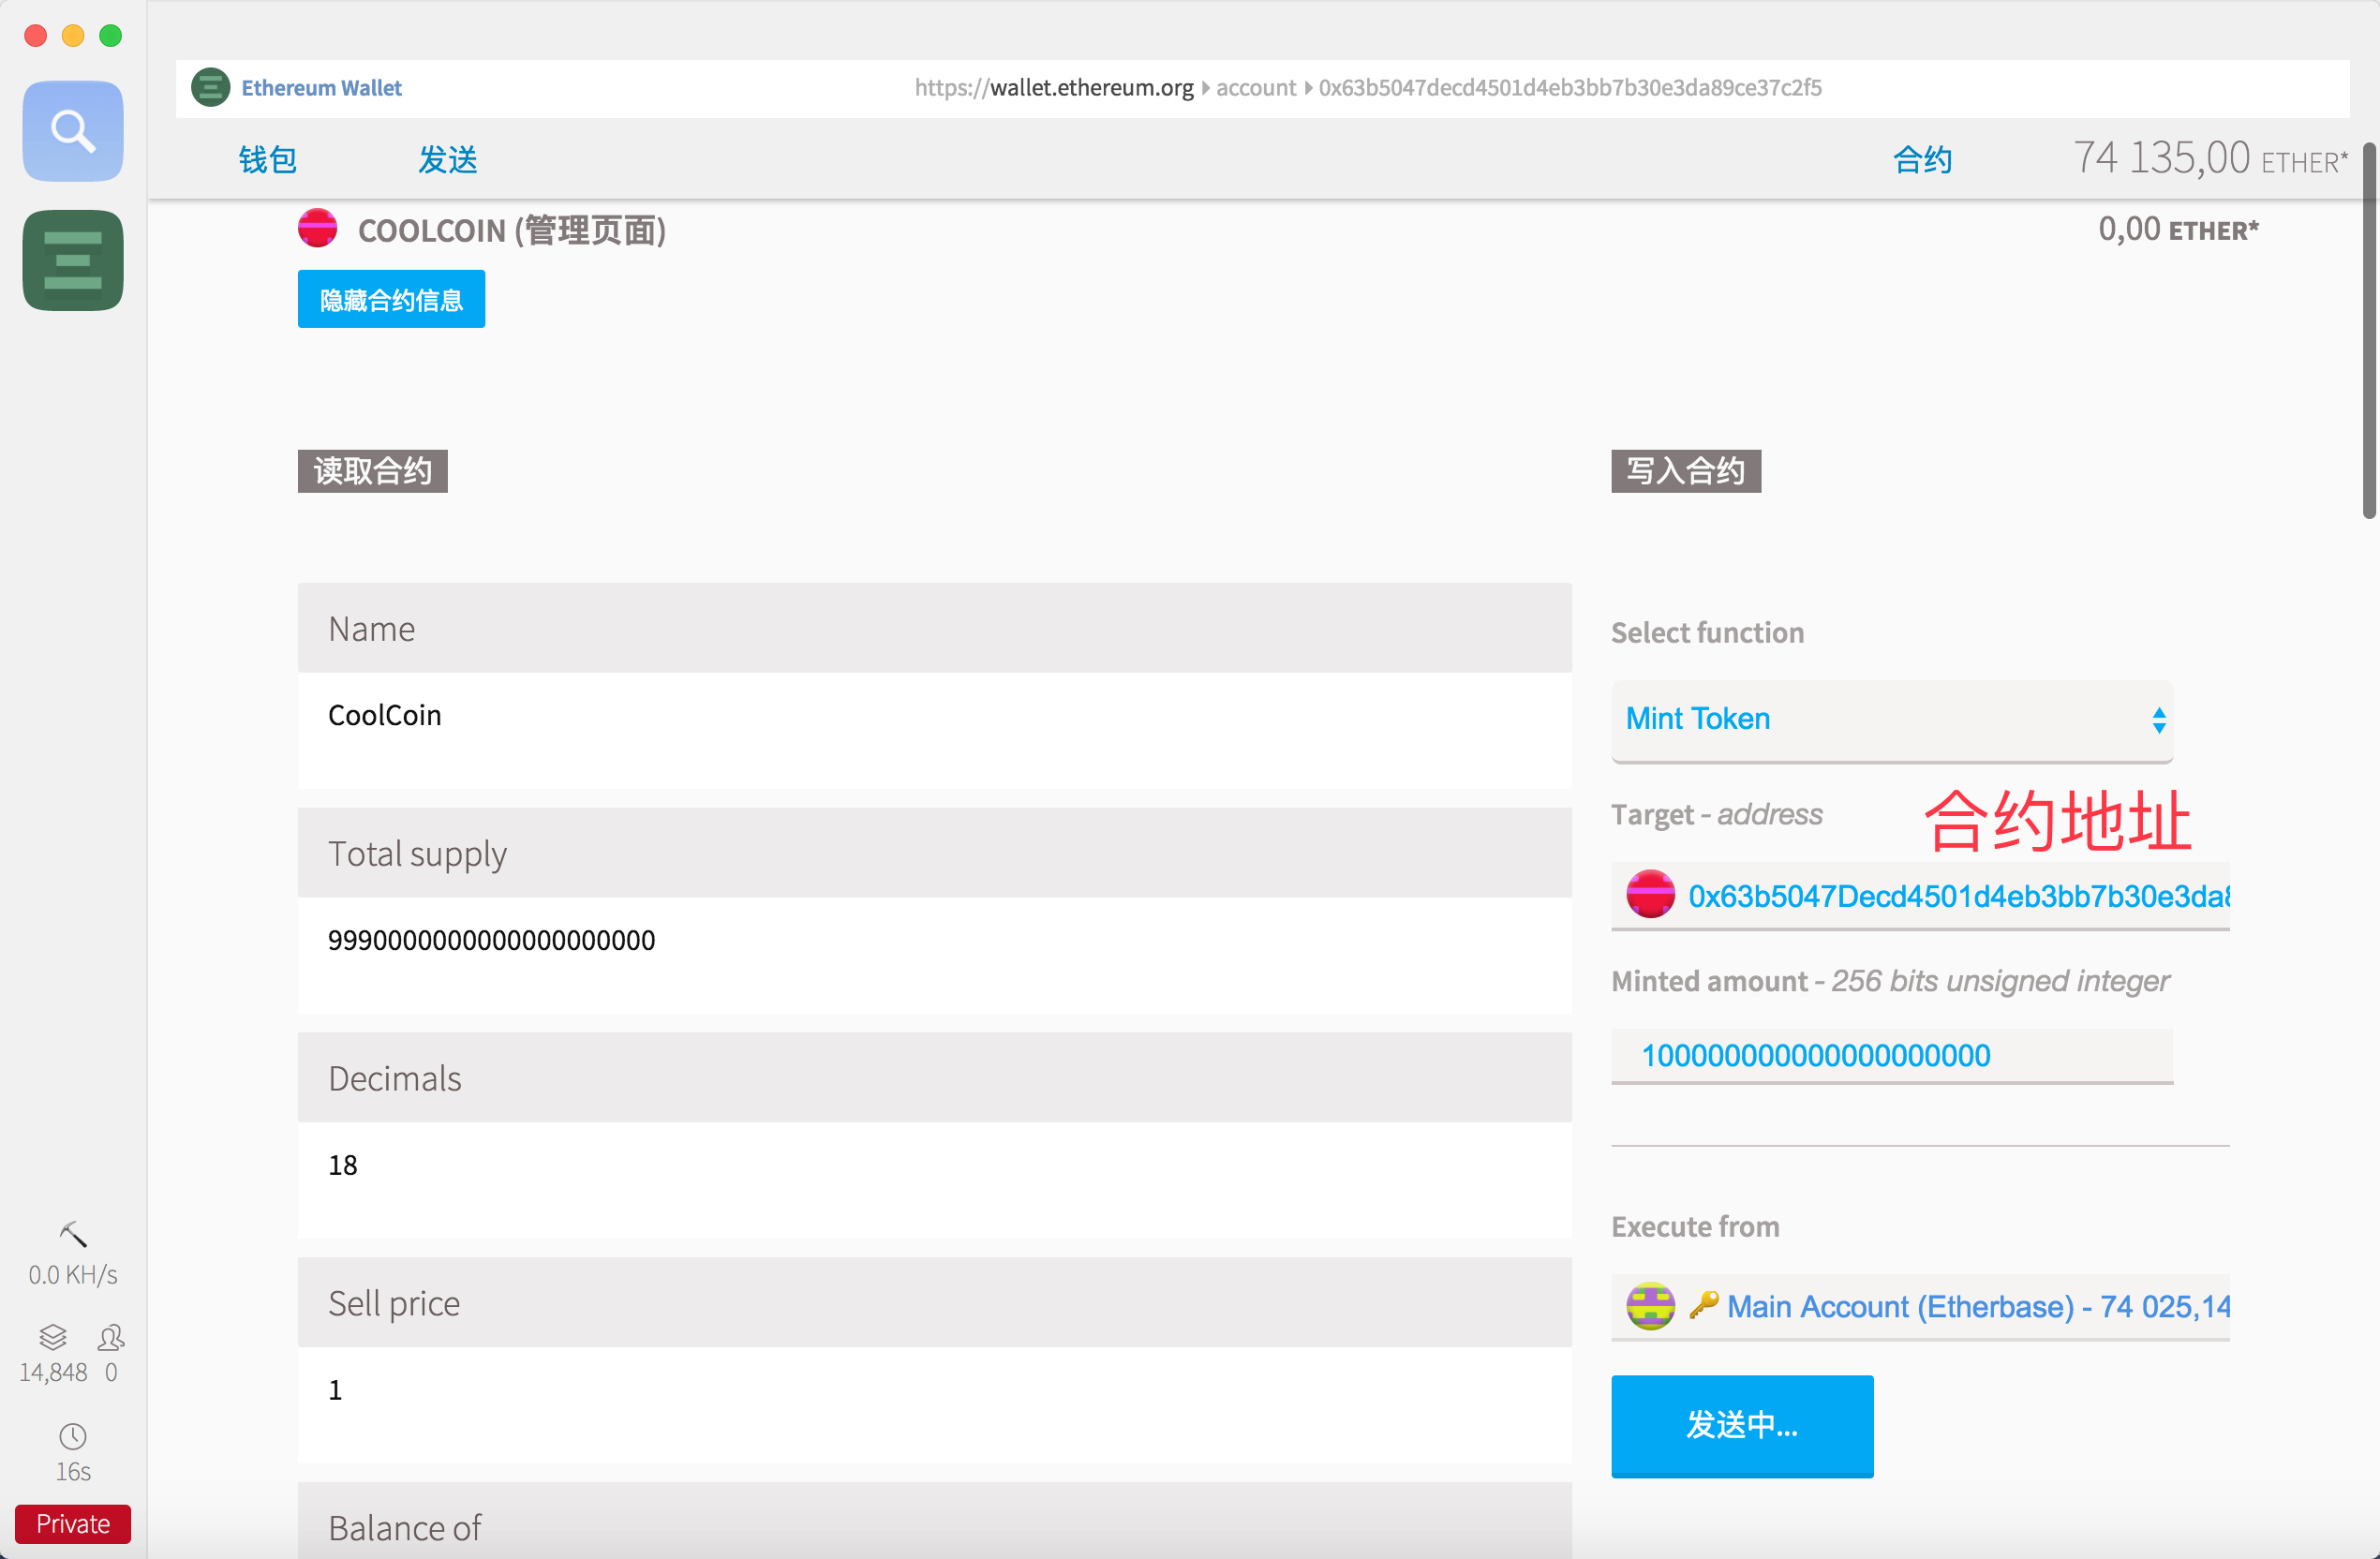 Ethereum Wallet
https://wallet.ethereum.org account 0x63b5047decd4501d4eb3bb7b30e3da89ce37c2f5
钱包 发送 合约 74 135,00 ETHER*
COOLCOIN (管理页面) 0,00 ETHER*
隐藏合约信息
读取合约
写入合约
Name
CoolCoin
Total supply
9990000000000000000000
Decimals
18
Sell price
1
Balance of
Select function
Mint Token
Target - address
合约地址
0x63b5047Decd4501d4eb3bb7b30e3da8
Minted amount - 256 bits unsigned integer
1000000000000000000000
Execute from
Main Account (Etherbase) - 74 025,14
发送中...
0.0 KH/s
14,848 0
16s
Private